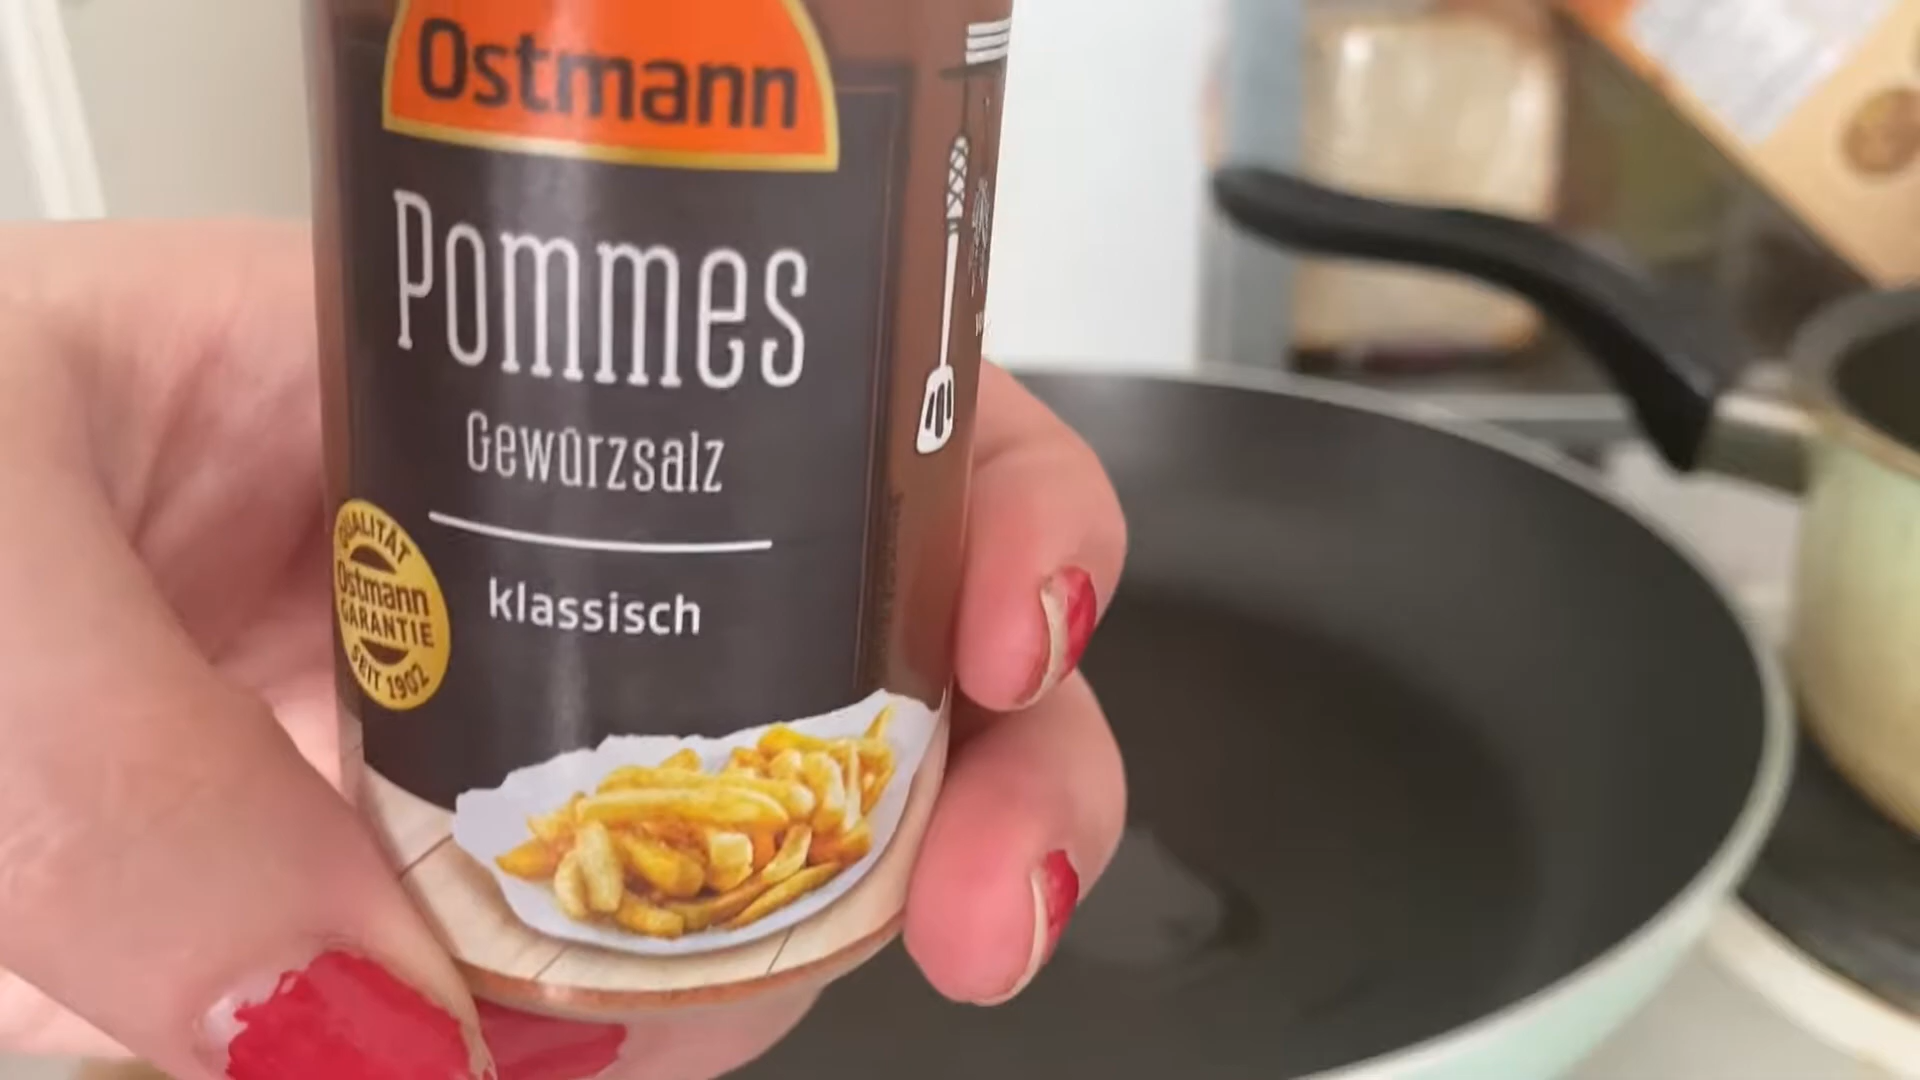 Ostmann
Pommes
Gewürzsalz
klassisch
QUALITÄT
Ostmann
GARANTIE
SEIT 1902